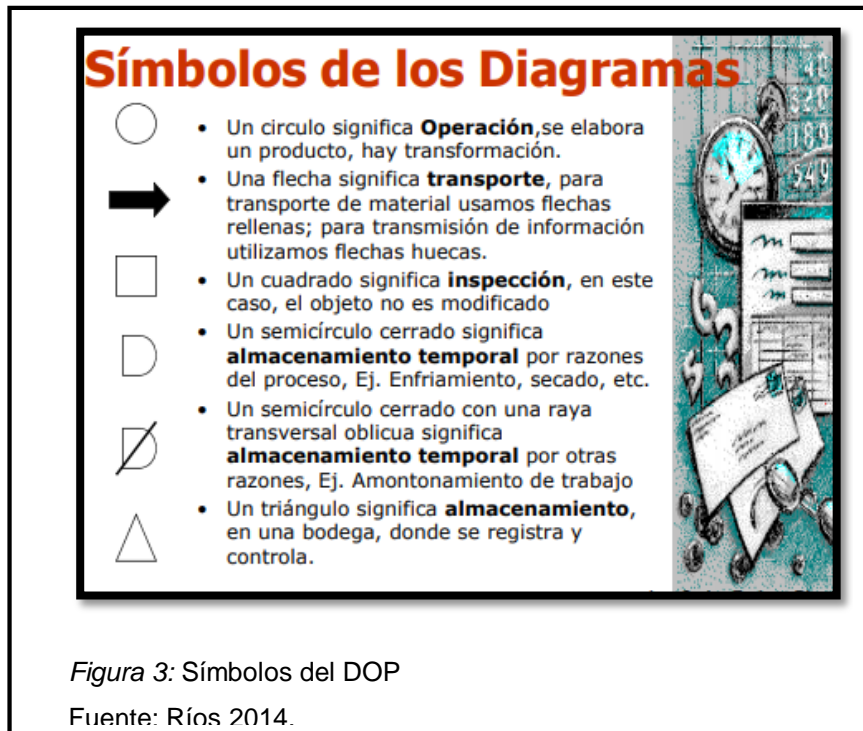 Símbolos de los Diagramas
• Un circulo significa Operación,se elabora
un producto, hay transformación.
• Una flecha significa transporte, para
transporte de material usamos flechas
rellenas; para transmisión de información
utilizamos flechas huecas.
• Un cuadrado significa inspección, en este
caso, el objeto no es modificado
• Un semicírculo cerrado significa
almacenamiento temporal por razones
del proceso, Ej. Enfriamiento, secado, etc.
• Un semicírculo cerrado con una raya
transversal oblicua significa
almacenamiento temporal por otras
razones, Ej. Amontonamiento de trabajo
• Un triángulo significa almacenamiento,
en una bodega, donde se registra y
controla.
189
549
Figura 3: Símbolos del DOP
Fuente: Ríos 2014.